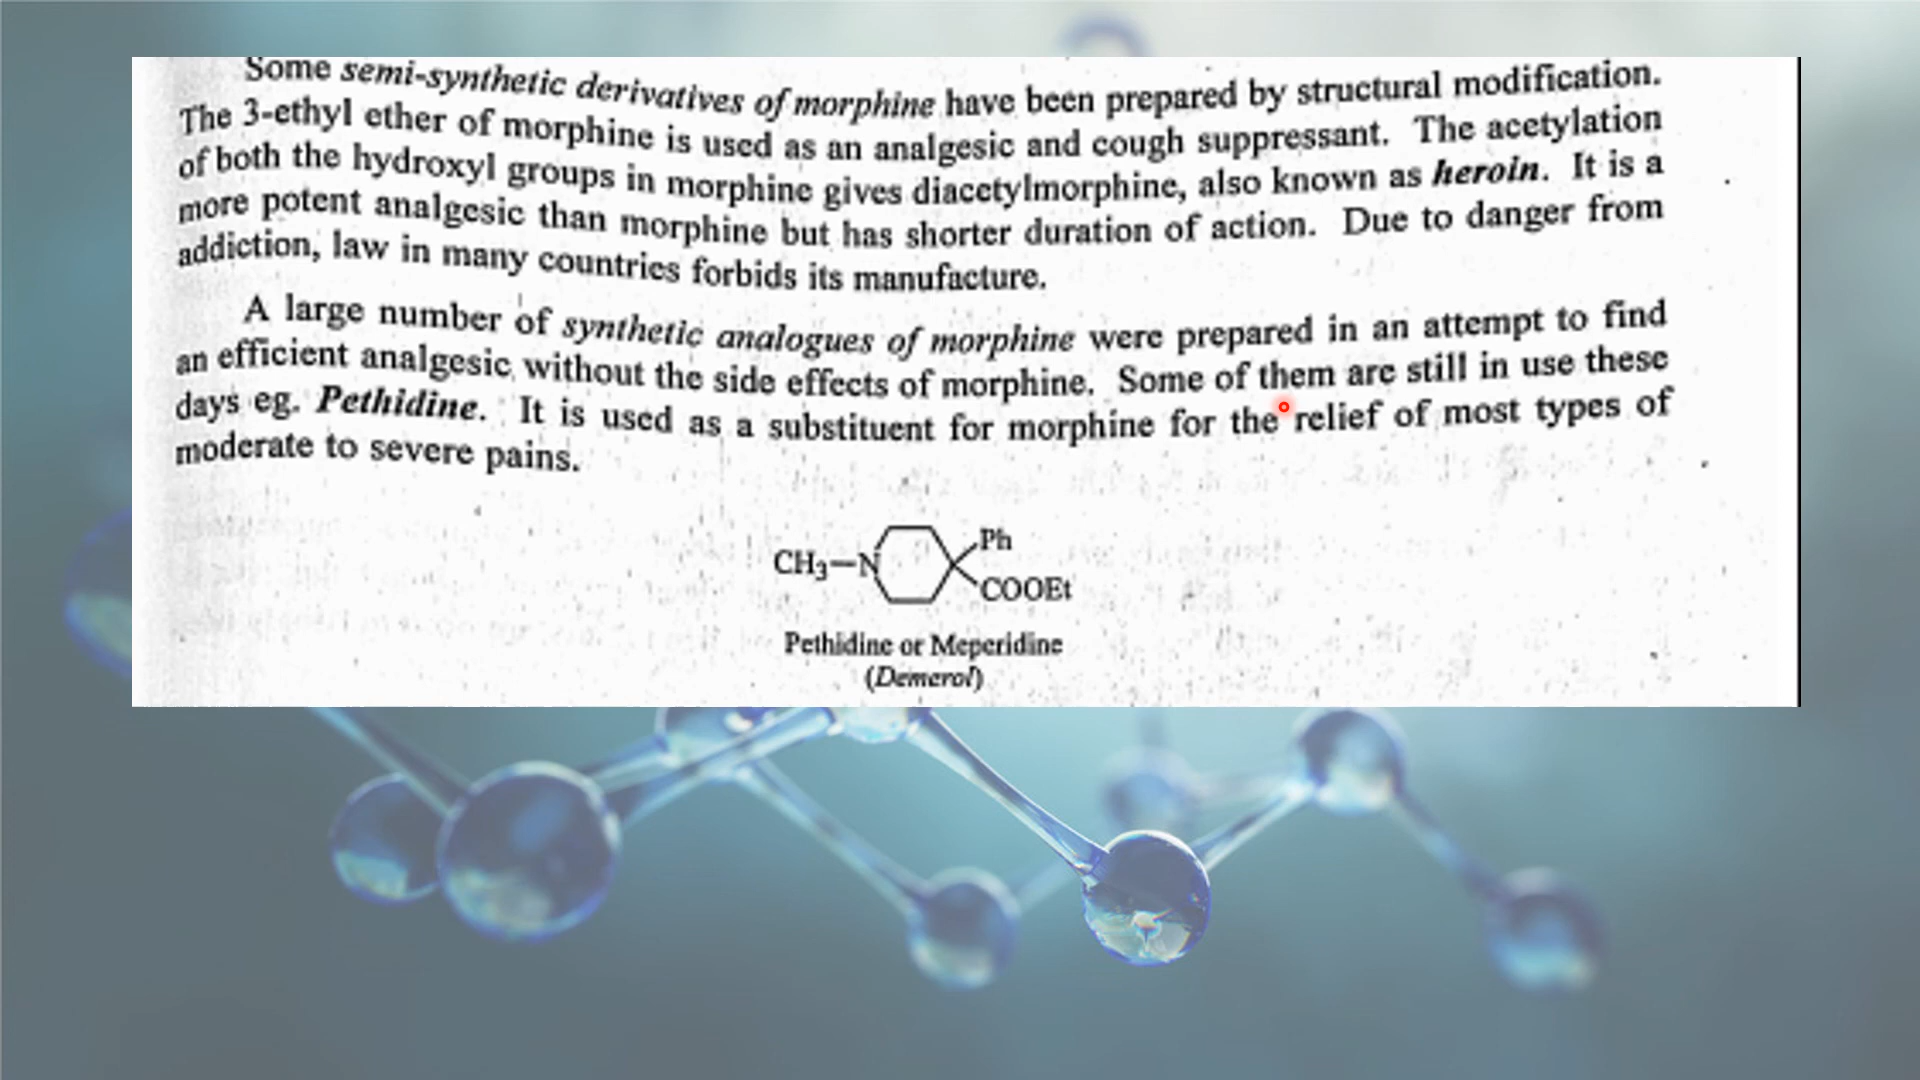 Some semi-synthetic derivatives of morphine have been prepared by structural modification.
The 3-ethyl ether of morphine is used as an analgesic and cough suppressant. The acetylation
of both the hydroxyl groups in morphine gives diacetylmorphine, also known as heroin. It is a
more potent analgesic than morphine but has shorter duration of action. Due to danger from
addiction, law in many countries forbids its manufacture.
A large number of synthetic analogues of morphine were prepared in an attempt to find
an efficient analgesic without the side effects of morphine. Some of them are still in use these
days eg. Pethidine. It is used as a substituent for morphine for the relief of most types of
moderate to severe pains.
Ph
CH₃—N
COOEt
Pethidine or Meperidine
(Demerol)